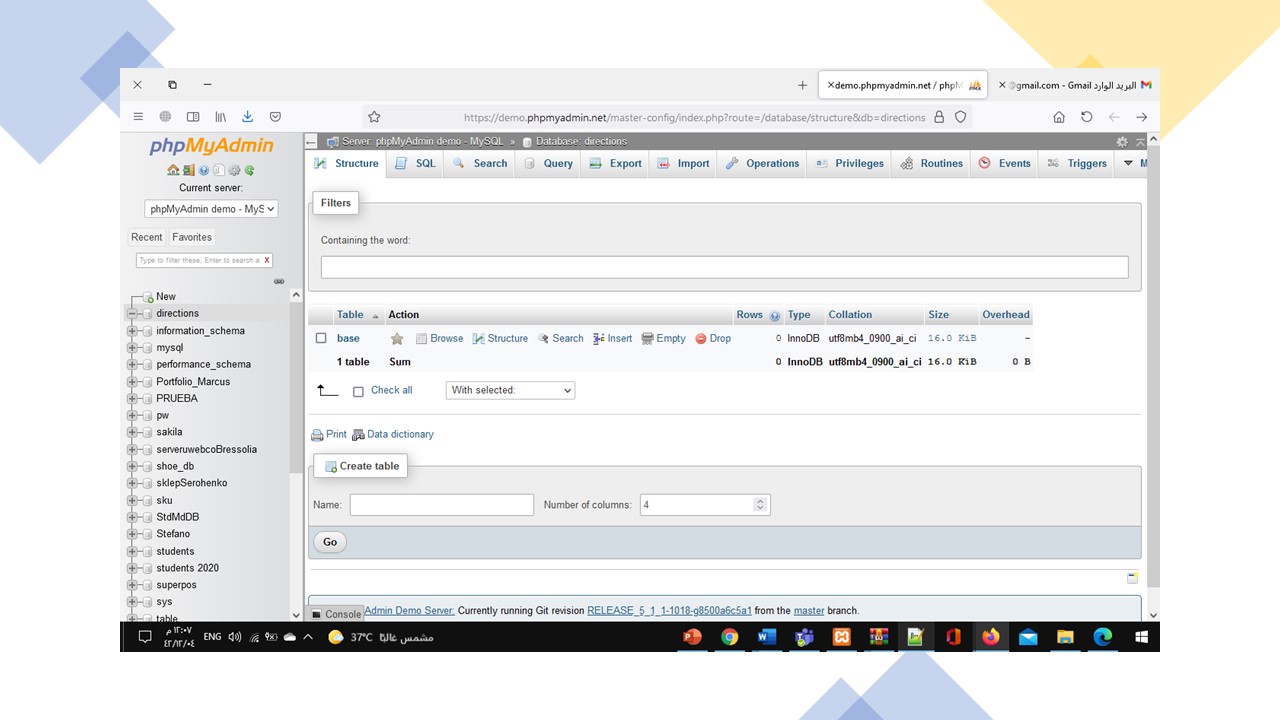 demo.phpmyadmin.net / phpM
@gmail.com - Gmail البريد الوارد
https://demo.phpmyadmin.net/master-config/index.php?route=/database/structure&db=directions
phpMyAdmin
Current server:
phpMyAdmin demo - MyS
Recent Favorites
Type to filter these, Enter to search a X
New
directions
information_schema
mysql
performance_schema
Portfolio_Marcus
PRUEBA
pw
sakila
serveruwebcoBressolia
shoe_db
sklepSerohenko
sku
StdMdDB
Stefano
students
students 2020
superpos
sys
table
Server: phpMyAdmin demo - MySQL » Database: directions
Structure SQL Search Query Export Import Operations Privileges Routines Events Triggers M
Filters
Containing the word:
Table Action Rows Type Collation Size Overhead
base Browse Structure Search Insert Empty Drop 0 InnoDB utf8mb4_0900_ai_ci 16.0 KiB -
1 table Sum 0 InnoDB utf8mb4_0900_ai_ci 16.0 KiB 0 B
Check all With selected:
Print Data dictionary
Create table
Name: Number of columns: 4
Go
Console Admin Demo Server: Currently running Git revision RELEASE_5_1_1-1018-g8500a6c5a1 from the master branch.
١٢:٠٧ م
٤٣/١٢/٠٤
ENG
37°C مشمس غالبًا